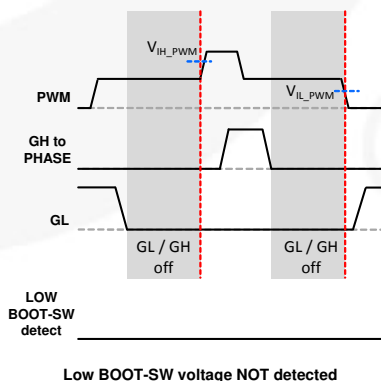 V_IH_PWM
V_IL_PWM
PWM
GH to
PHASE
GL
GL / GH
off
GL / GH
off
LOW
BOOT-SW
detect
Low BOOT-SW voltage NOT detected